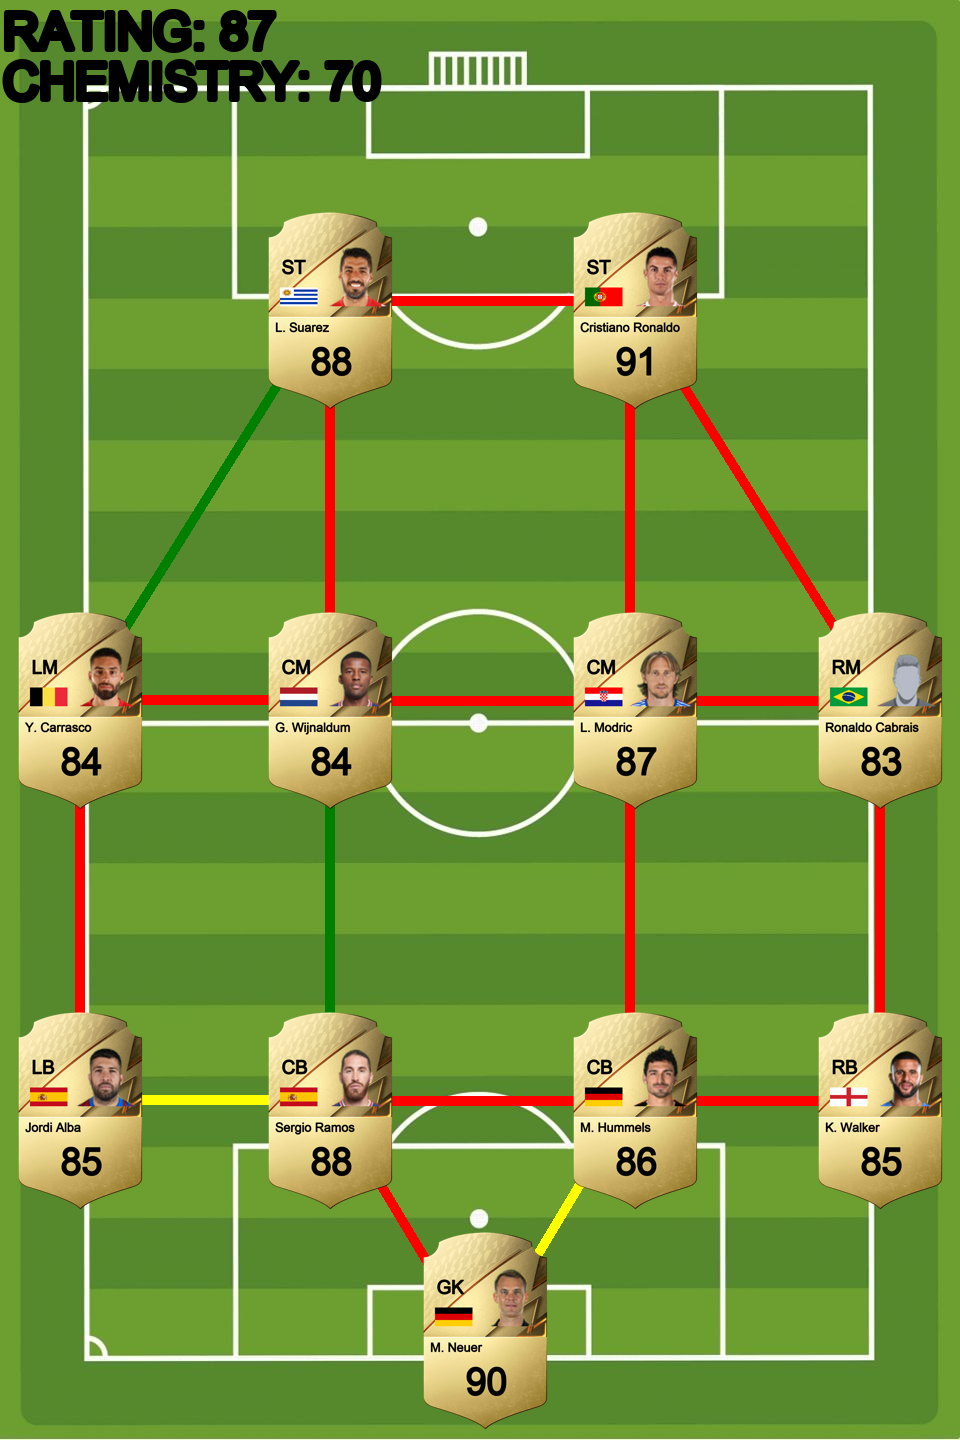 RATING: 87
CHEMISTRY: 70
ST
L. Suarez
88
ST
Cristiano Ronaldo
91
LM
Y. Carrasco
84
CM
G. Wijnaldum
84
CM
L. Modric
87
RM
Ronaldo Cabrais
83
LB
Jordi Alba
85
CB
Sergio Ramos
88
CB
M. Hummels
86
RB
K. Walker
85
GK
M. Neuer
90